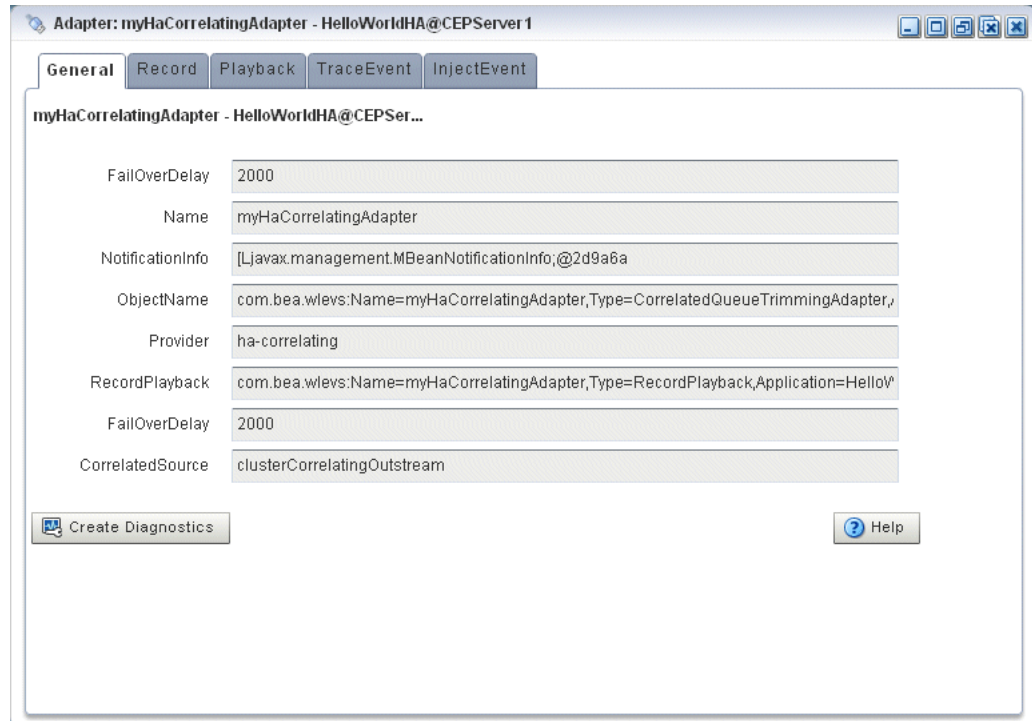 Adapter: myHaCorrelatingAdapter - HelloWorldHA@CEPServer1
General Record Playback TraceEvent InjectEvent
myHaCorrelatingAdapter - HelloWorldHA@CEPSer...
FailOverDelay 2000
Name myHaCorrelatingAdapter
NotificationInfo [Ljavax.management.MBeanNotificationInfo;@2d9a6a
ObjectName com.bea.wlevs:Name=myHaCorrelatingAdapter,Type=CorrelatedQueueTrimmingAdapter,
Provider ha-correlating
RecordPlayback com.bea.wlevs:Name=myHaCorrelatingAdapter,Type=RecordPlayback,Application=HelloW
FailOverDelay 2000
CorrelatedSource clusterCorrelatingOutstream
Create Diagnostics ? Help